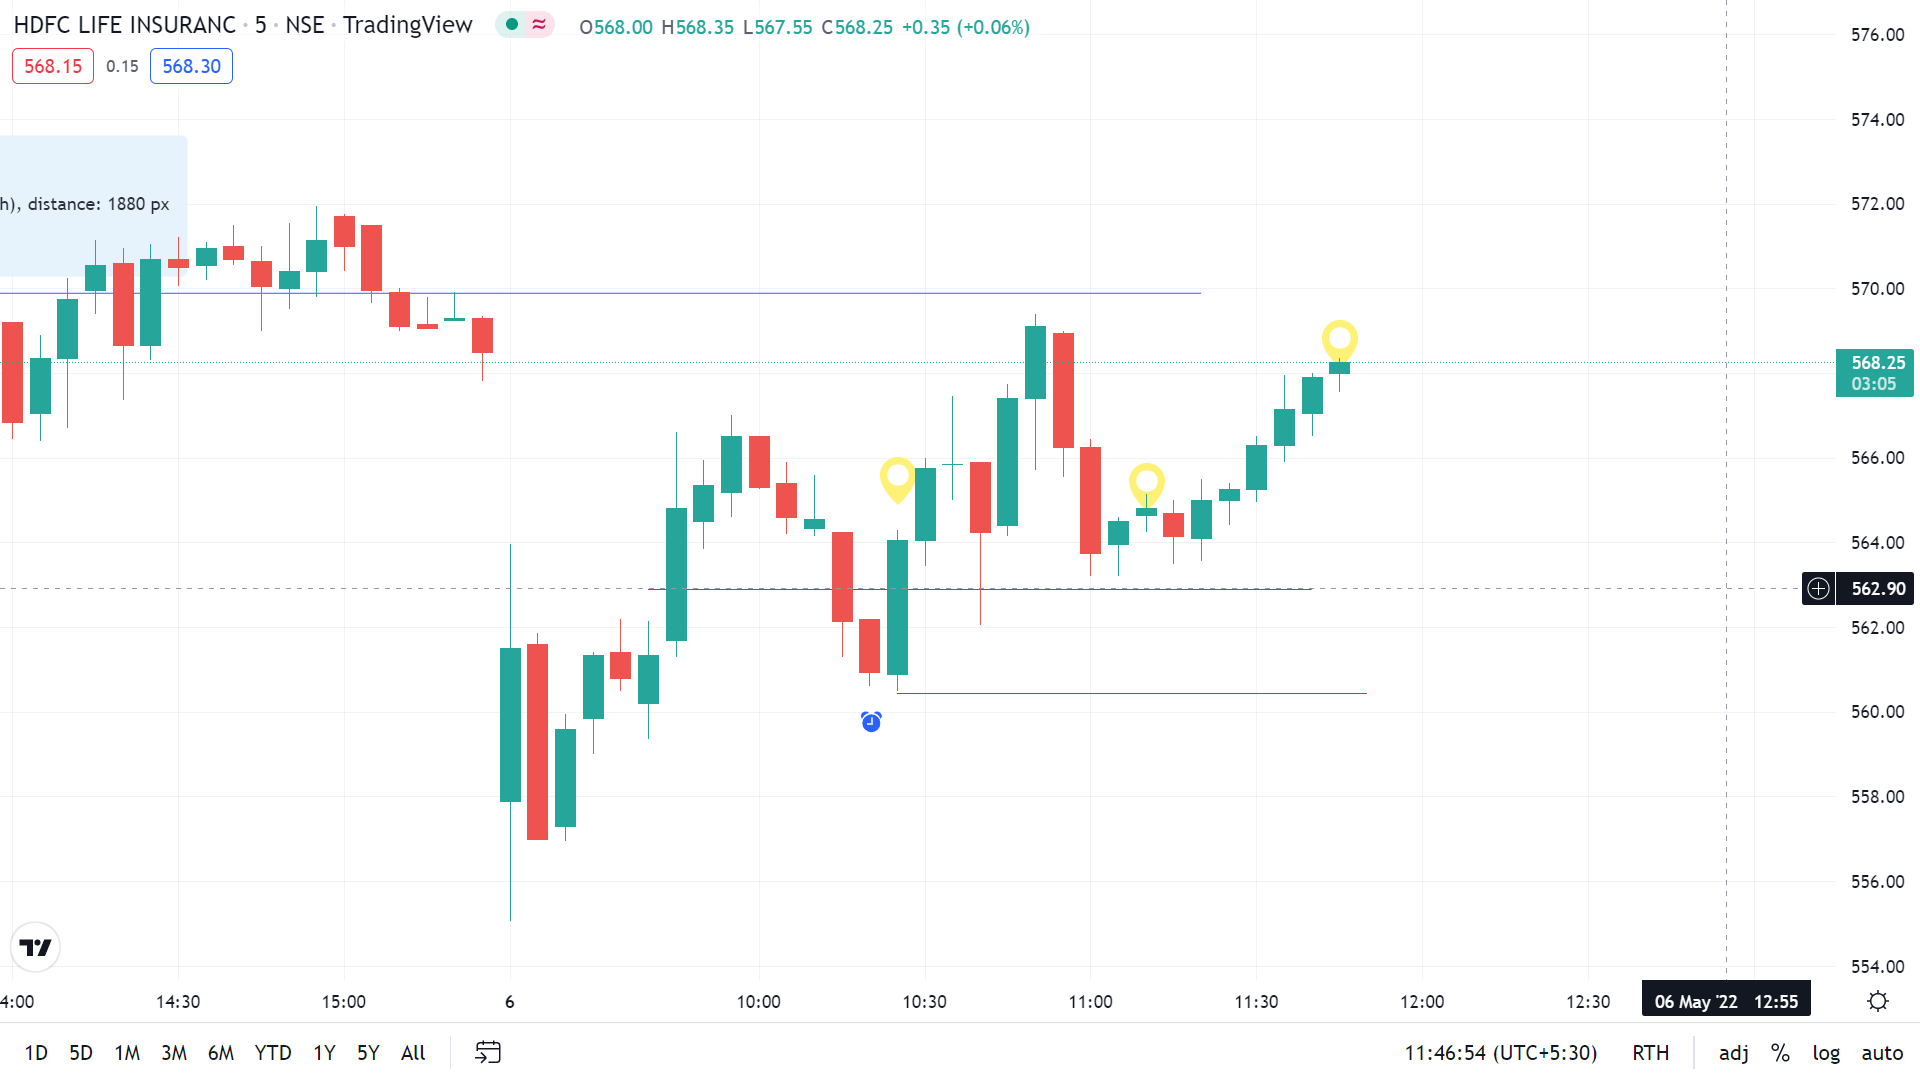 HDFC LIFE INSURANC · 5 · NSE · TradingView
O568.00 H568.35 L567.55 C568.25 +0.35 (+0.06%)
568.15 0.15 568.30
h), distance: 1880 px
576.00
574.00
572.00
570.00
568.25
03:05
566.00
564.00
562.90
562.00
560.00
558.00
556.00
554.00
4:00 14:30 15:00 6 10:00 10:30 11:00 11:30 12:00 12:30 06 May '22 12:55
1D 5D 1M 3M 6M YTD 1Y 5Y All 11:46:54 (UTC+5:30) RTH adj % log auto